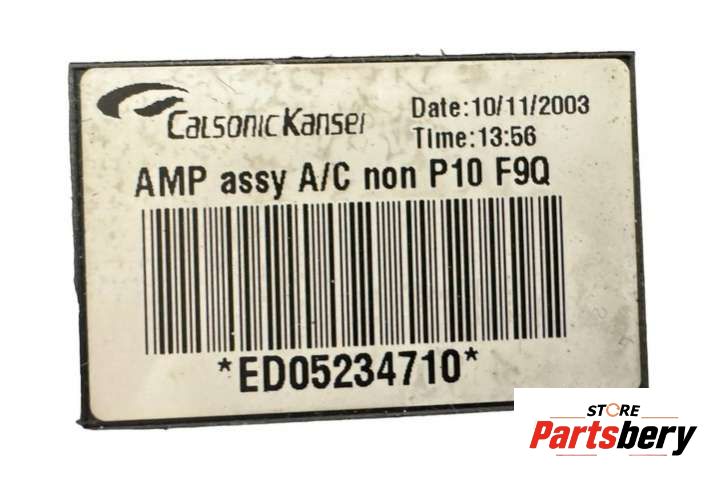 CalsonicKansei
Date:10/11/2003
Time:13:56
AMP assy A/C non P10 F9Q
*ED05234710*
STORE
Partsbery